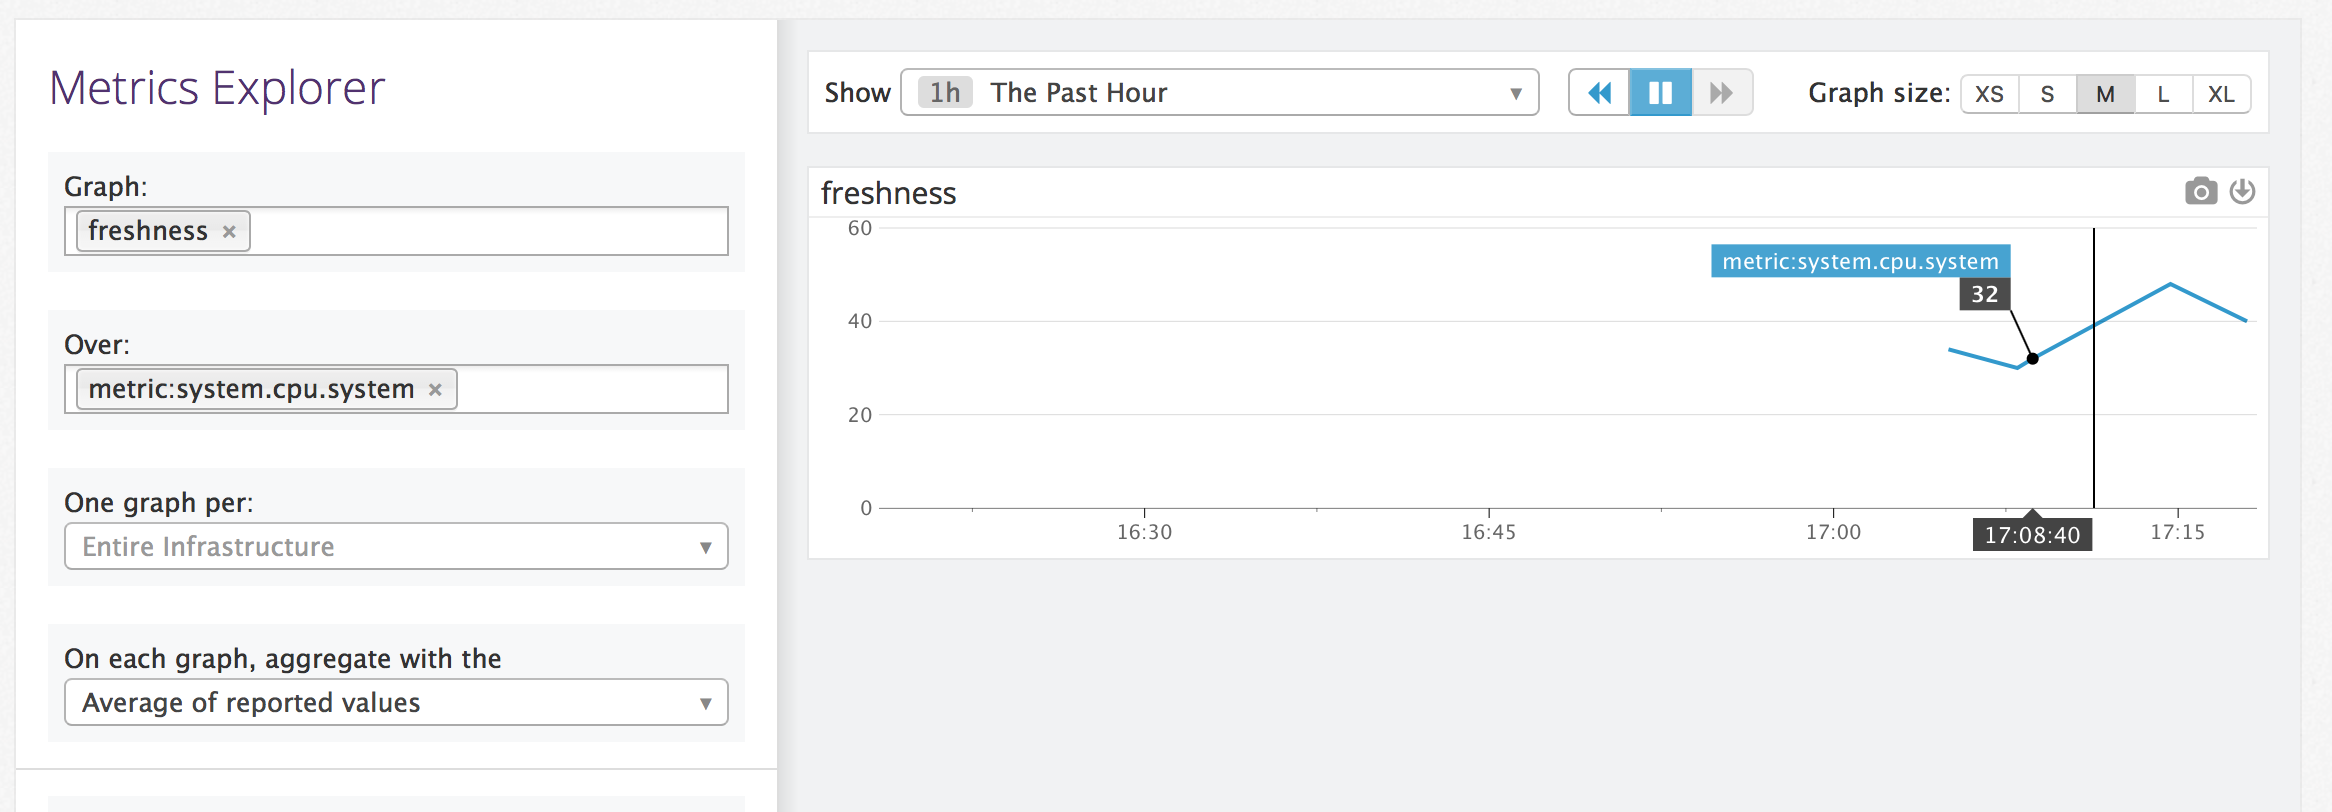 Metrics Explorer
Graph:
freshness ×
Over:
metric:system.cpu.system ×
One graph per:
Entire Infrastructure
On each graph, aggregate with the
Average of reported values
Show 1h The Past Hour
Graph size: XS S M L XL
freshness
60
metric:system.cpu.system
32
40
20
0
16:30 16:45 17:00 17:08:40 17:15